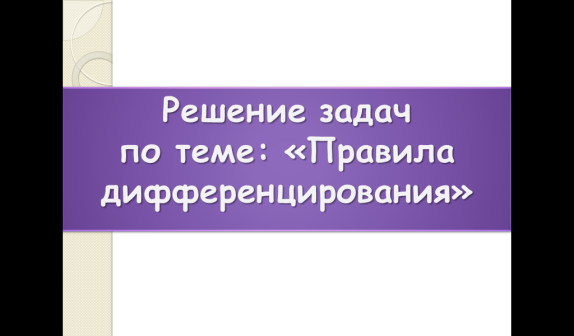 Решение задач
по теме: «Правила
дифференцирования»